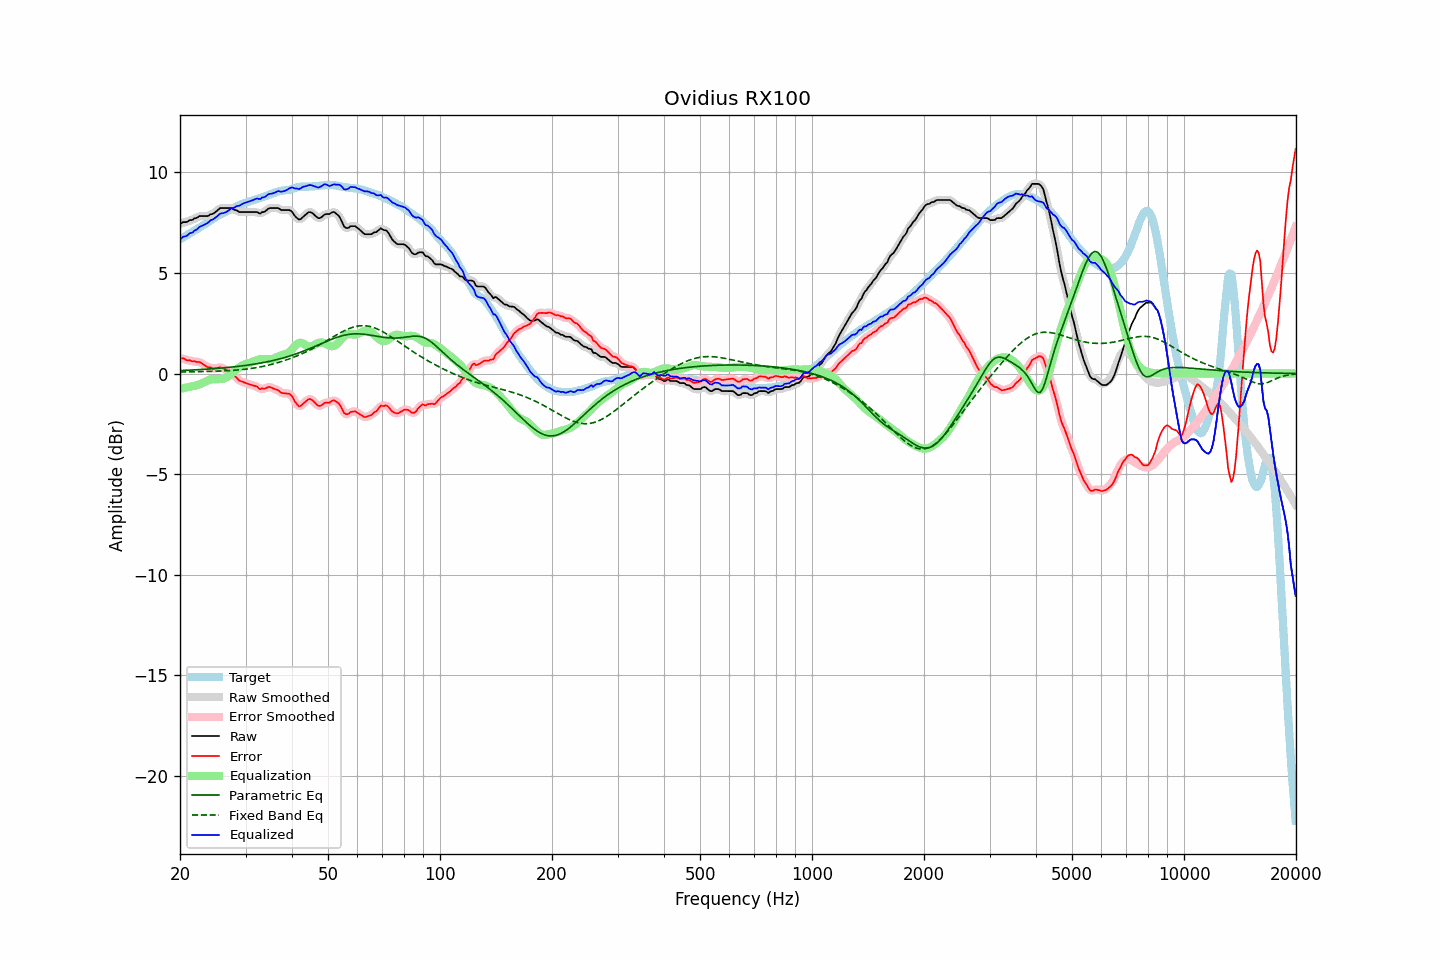 Ovidius RX100
10
5
0
−5
−10
−15
−20
Amplitude (dBr)
Target
Raw Smoothed
Error Smoothed
Raw
Error
Equalization
Parametric Eq
Fixed Band Eq
Equalized
20 50 100 200 500 1000 2000 5000 10000 20000
Frequency (Hz)